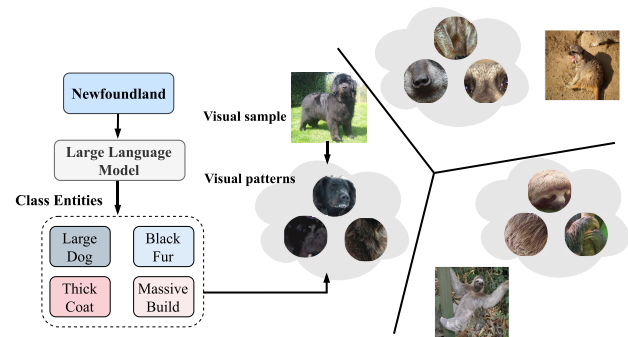 Newfoundland
Visual sample
Large Language
Model
Visual patterns
Class Entities
Large
Dog
Black
Fur
Thick
Coat
Massive
Build